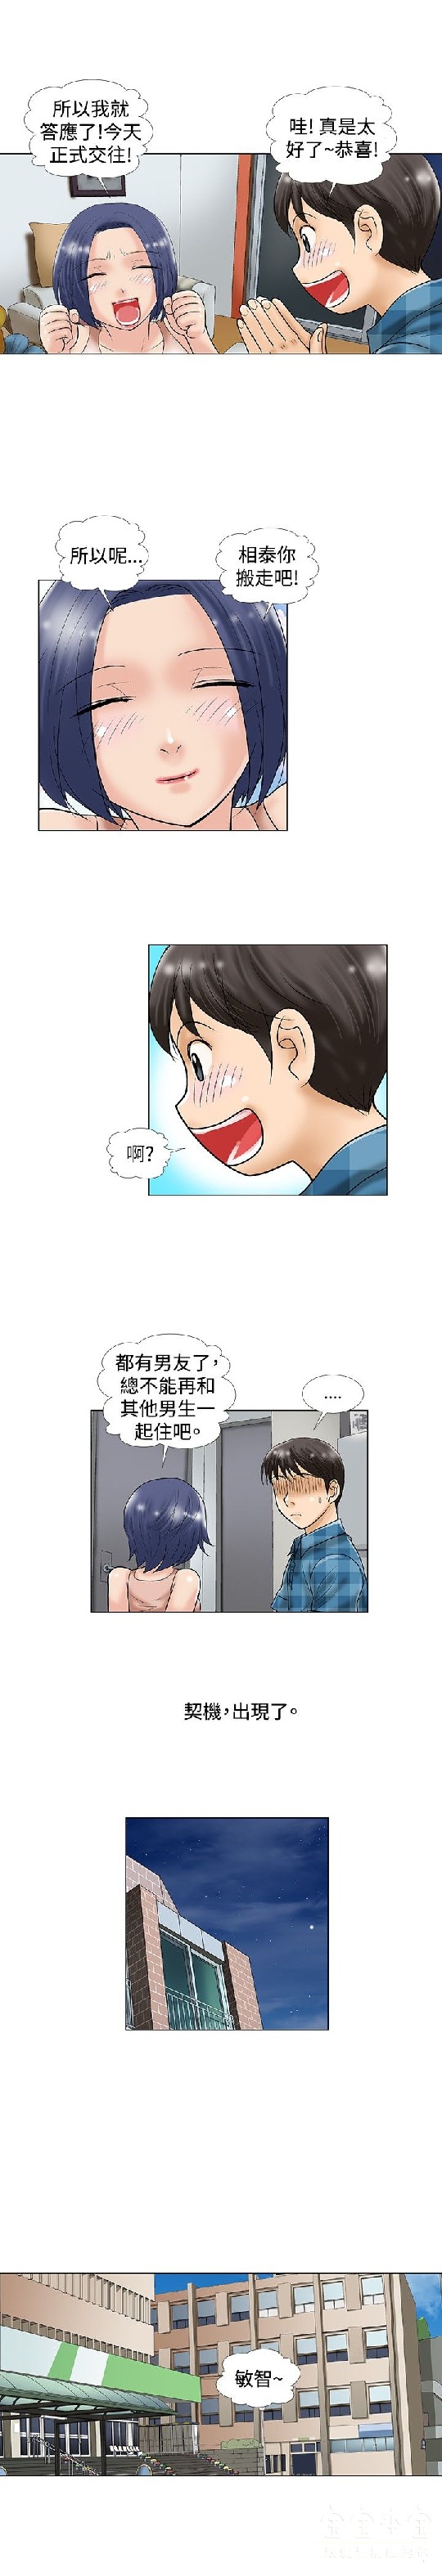 所以我就
答應了!今天
正式交往!
哇! 真是太
好了~恭喜!
所以呢...
相泰你
搬走吧!
啊?
都有男友了,
總不能再和
其他男生一
起住吧。
....
契機,出現了。
敏智~